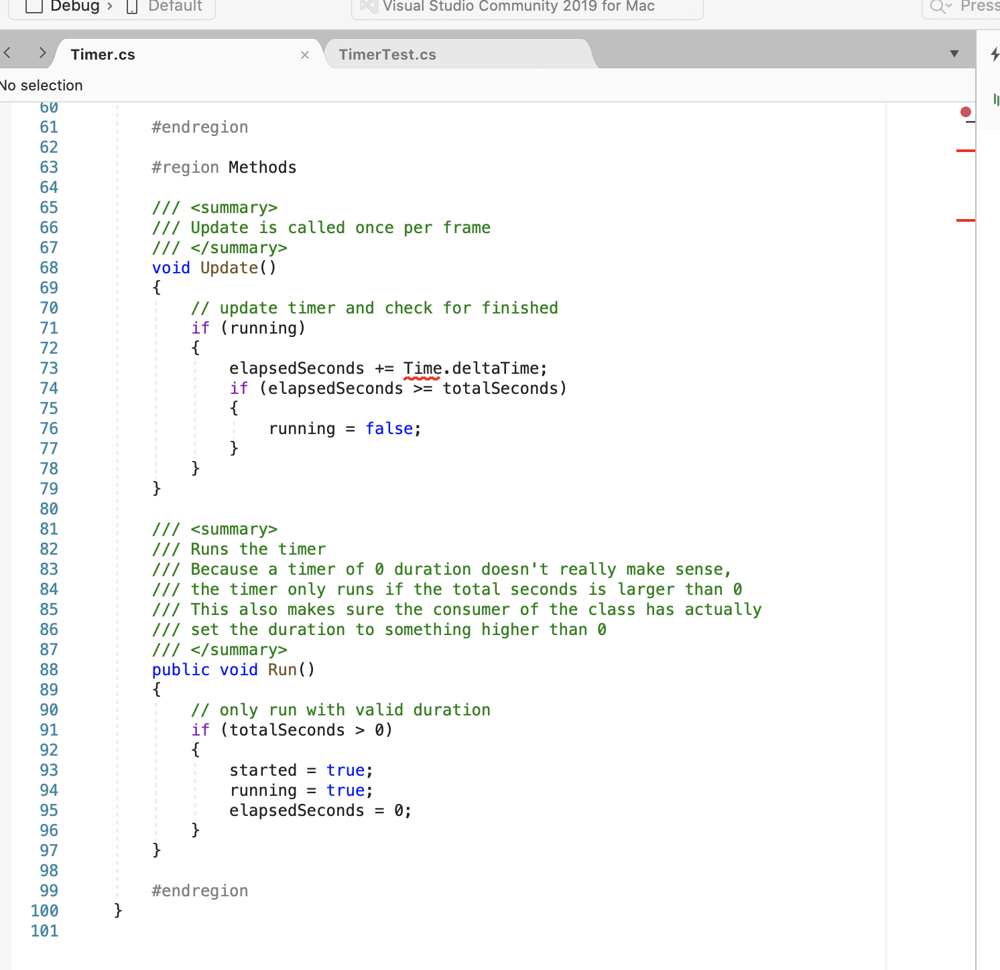 Debug › Default
Visual Studio Community 2019 for Mac
Press
Timer.cs
TimerTest.cs
No selection
60
61 #endregion
62
63 #region Methods
64
65 /// <summary>
66 /// Update is called once per frame
67 /// </summary>
68 void Update()
69 {
70 // update timer and check for finished
71 if (running)
72 {
73 elapsedSeconds += Time.deltaTime;
74 if (elapsedSeconds >= totalSeconds)
75 {
76 running = false;
77 }
78 }
79 }
80
81 /// <summary>
82 /// Runs the timer
83 /// Because a timer of 0 duration doesn't really make sense,
84 /// the timer only runs if the total seconds is larger than 0
85 /// This also makes sure the consumer of the class has actually
86 /// set the duration to something higher than 0
87 /// </summary>
88 public void Run()
89 {
90 // only run with valid duration
91 if (totalSeconds > 0)
92 {
93 started = true;
94 running = true;
95 elapsedSeconds = 0;
96 }
97 }
98
99 #endregion
100 }
101